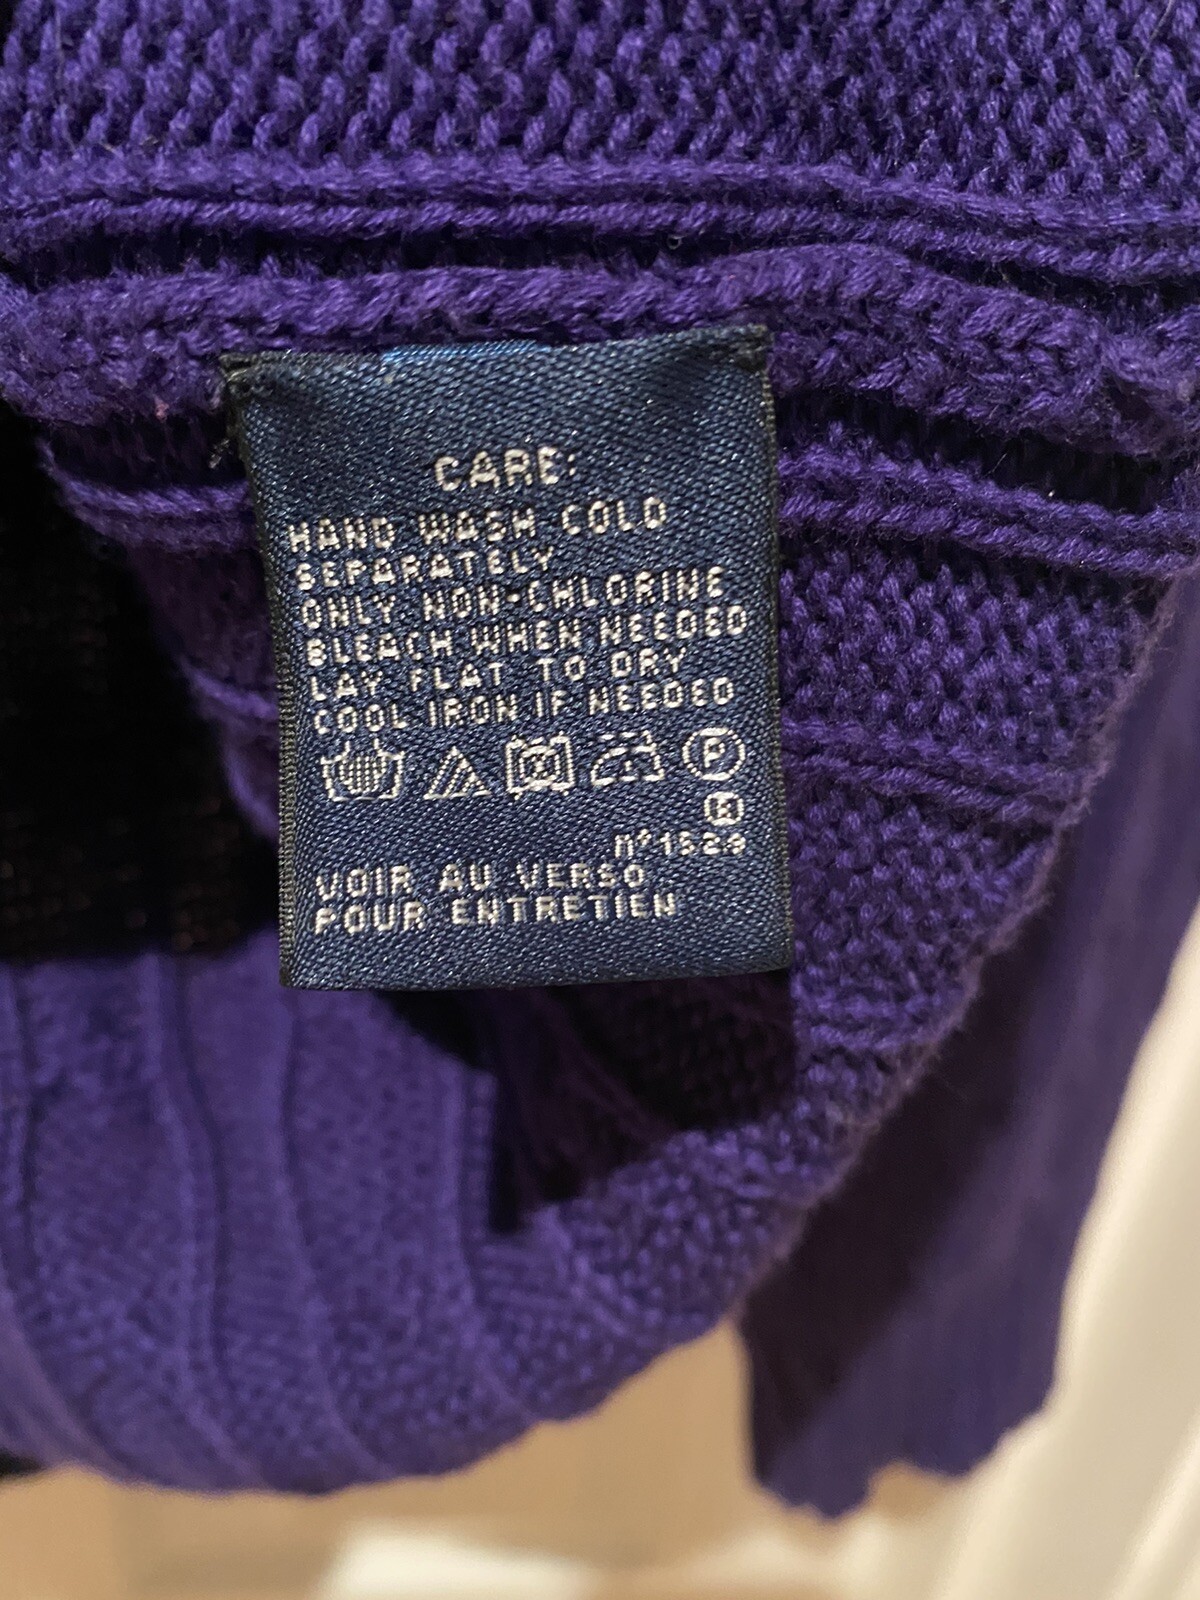 CARE:
HAND WASH COLD
SEPARATELY
ONLY NON-CHLORINE
BLEACH WHEN NEEDED
LAY FLAT TO DRY
COOL IRON IF NEEDED
P
R
n° 1529
VOIR AU VERSO
POUR ENTRETIEN